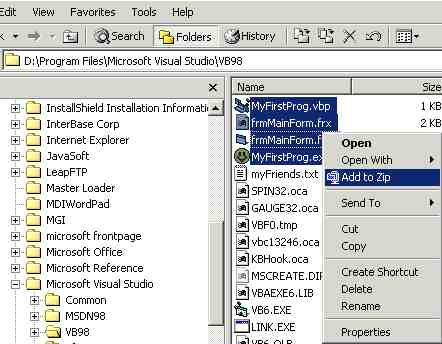 View Favorites Tools Help
Search Folders History
D:\Program Files\Microsoft Visual Studio\VB98
InstallShield Installation Informatic
InterBase Corp
Internet Explorer
JavaSoft
LeapFTP
Master Loader
MDIWordPad
MGI
microsoft frontpage
Microsoft Office
Microsoft Reference
Microsoft Visual Studio
Common
MSDN98
VB98
Name Size
MyFirstProg.vbp 1 KB
frmMainForm.frx 2 KB
frmMainForm.f
MyFirstProg.ex
myFriends.txt
SPIN32.oca
GAUGE32.oca
VBF0.tmp
vbc13246.oca
KBHook.oca
MSCREATE.DIR
VBAEXE6.LIB
VB6.EXE
LINK.EXE
VB6.OLB
Open
Open With
Add to Zip
Send To
Cut
Copy
Create Shortcut
Delete
Rename
Properties